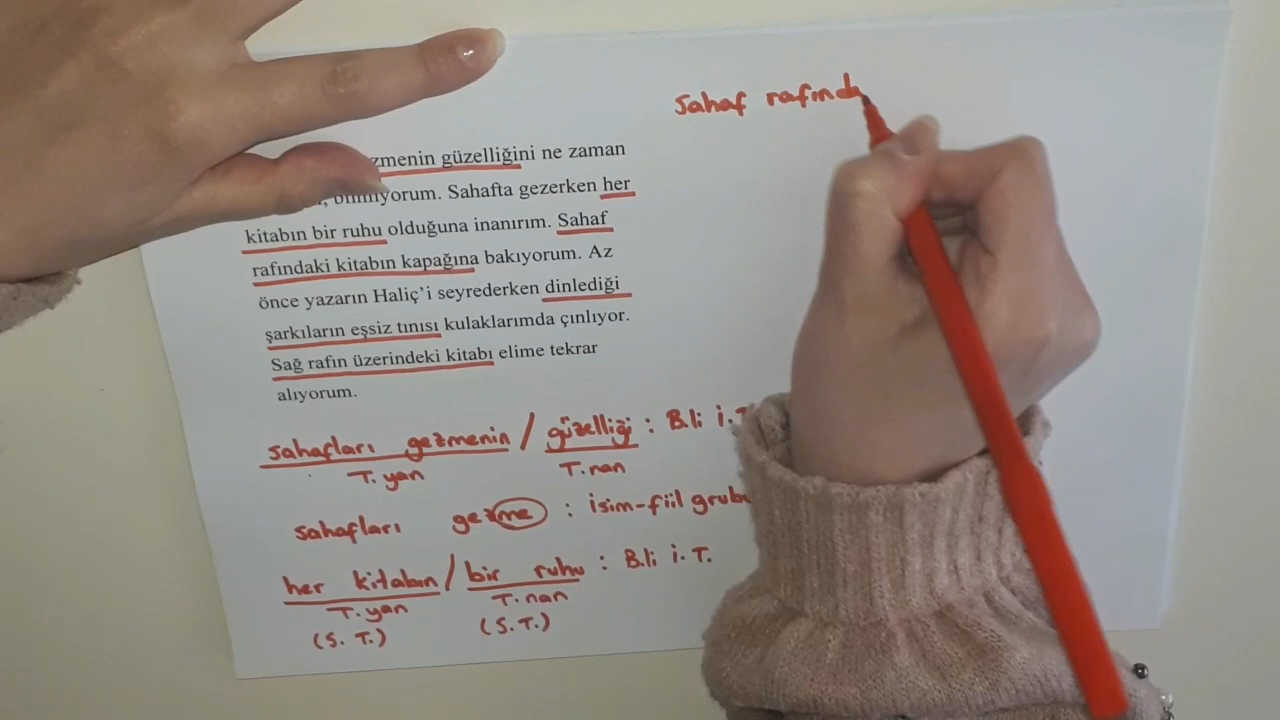 Sahaf rafında
zmenin güzelliğini ne zaman
bilmiyorum. Sahafta gezerken her
kitabın bir ruhu olduğuna inanırım. Sahaf
rafındaki kitabın kapağına bakıyorum. Az
önce yazarın Haliç'i seyrederken dinlediği
şarkıların eşsiz tınısı kulaklarımda çınlıyor.
Sağ rafın üzerindeki kitabı elime tekrar
alıyorum.
sahafları gezmenin / güzelliği : B.li i.T
T. yan T. nan
sahafları gezme : isim-fiil grubu
her kitabın / bir ruhu : B.li i.T.
T. yan T. nan
(S. T.) (S. T.)